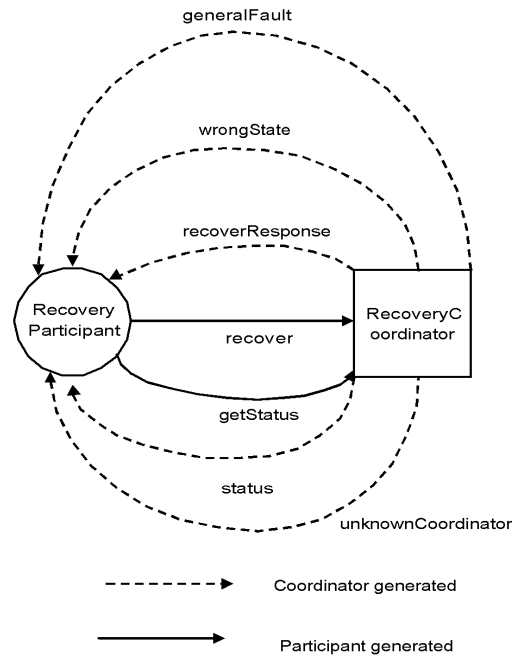 generalFault
wrongState
recoverResponse
Recovery
Participant
RecoveryC
oordinator
recover
getStatus
status
unknownCoordinator
Coordinator generated
Participant generated